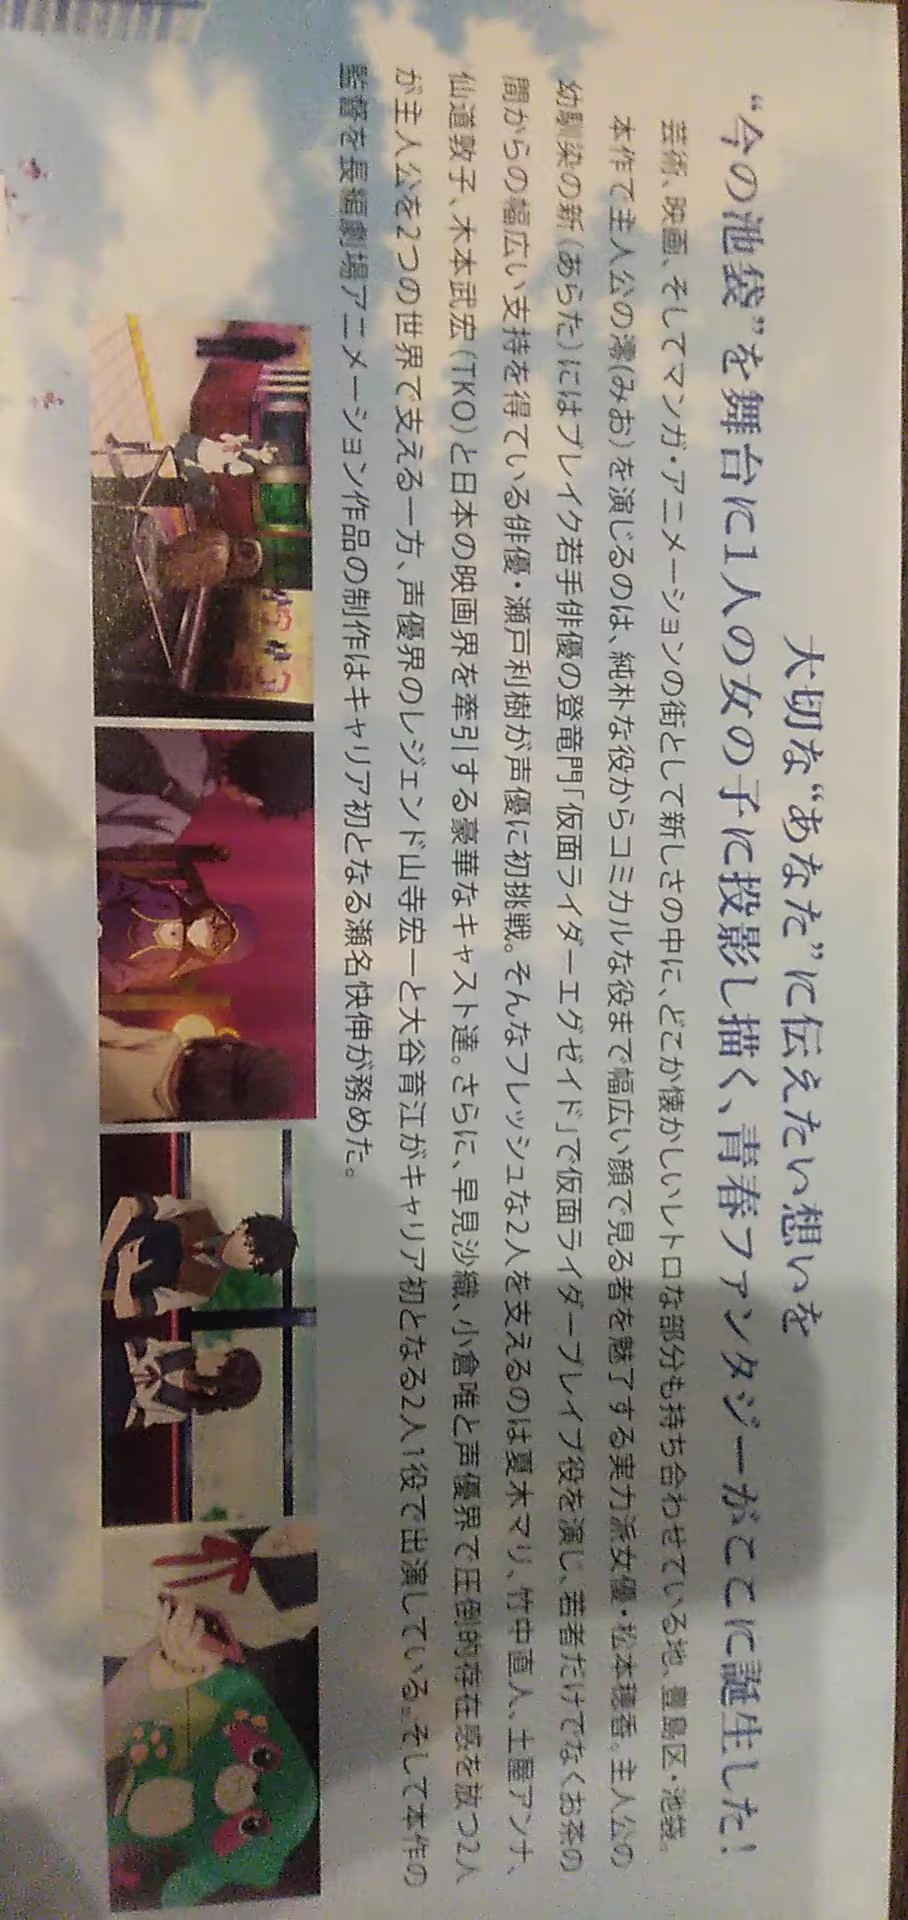 大切な“あなた”に伝えたい想いを
“今の池袋”を舞台に1人の女の子に投影し描く、青春ファンタジーがここに誕生した!
芸術、映画、そしてマンガ・アニメーションの街として新しさの中に、どこか懐かしいレトロな部分も持ち合わせている地、豊島区・池袋。
本作で主人公の澪(みお)を演じるのは、純朴な役からコミカルな役まで幅広い顔で見る者を魅了する実力派女優・松本穂香。主人公の
幼馴染の新(あらた)にはブレイク若手俳優の登竜門「仮面ライダーエグゼイド」で仮面ライダーブレイブ役を演じ、若者だけでなくお茶の
間からの幅広い支持を得ている俳優・瀬戸利樹が声優に初挑戦。そんなフレッシュな2人を支えるのは夏木マリ、竹中直人、土屋アンナ、
仙道敦子、木本武宏(TKO)と日本の映画界を牽引する豪華なキャスト達。さらに、早見沙織、小倉唯と声優界で圧倒的存在感を放つ2人
が主人公を2つの世界で支える一方、声優界のレジェンド山寺宏一と大谷育江がキャリア初となる2人1役で出演している。そして本作の
監督を長編劇場アニメーション作品の制作はキャリア初となる瀬名快伸が務めた。